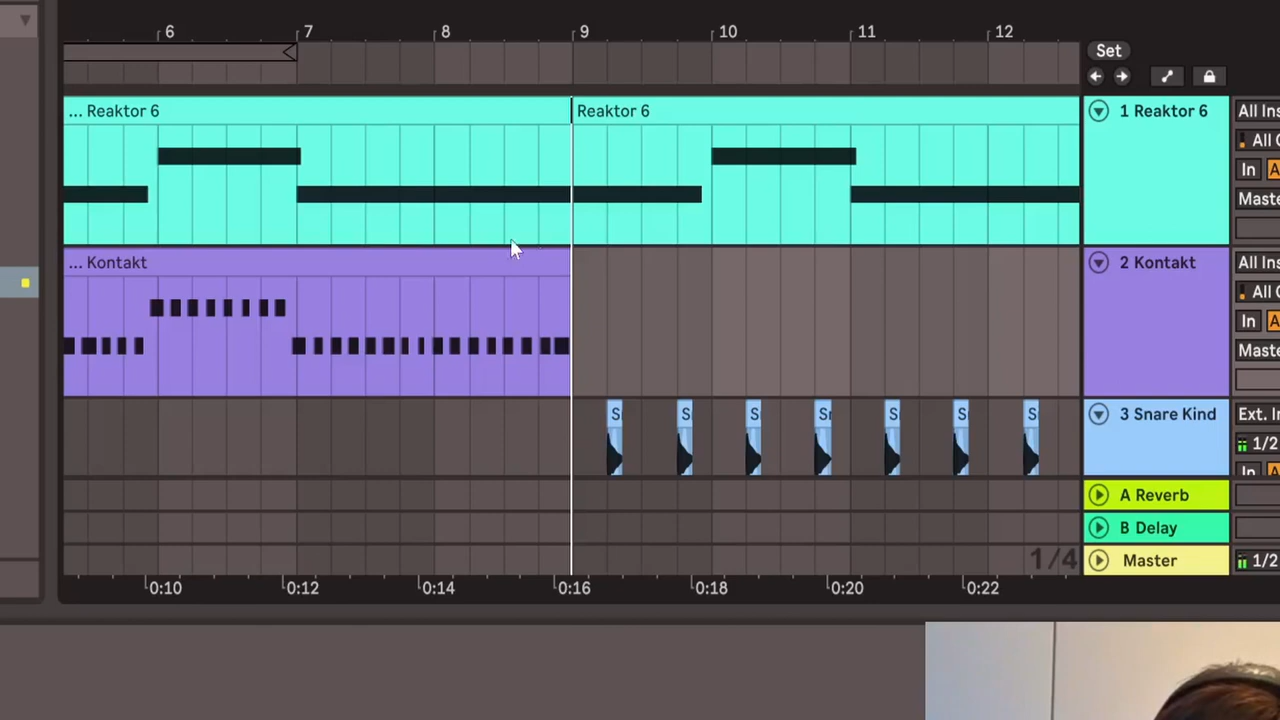 6 7 8 9 10 11 12
Set
... Reaktor 6 Reaktor 6 1 Reaktor 6 All Ins
All C
In A
Maste
... Kontakt 2 Kontakt All Ins
All C
In A
Maste
S S S S S S S 3 Snare Kind Ext. In
1/2
In A
A Reverb
B Delay
1/4 Master 1/2
0:10 0:12 0:14 0:16 0:18 0:20 0:22